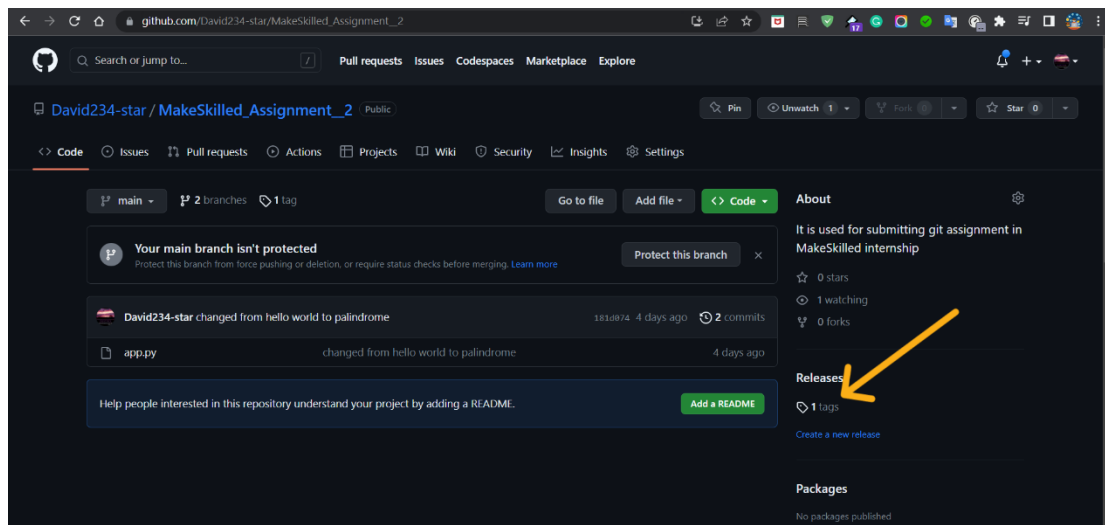 github.com/David234-star/MakeSkilled_Assignment__2
17
Search or jump to... /
Pull requests Issues Codespaces Marketplace Explore
David234-star / MakeSkilled_Assignment__2 Public
Pin Unwatch 1 Fork 0 Star 0
<> Code Issues Pull requests Actions Projects Wiki Security Insights Settings
main 2 branches 1 tag Go to file Add file <> Code
Your main branch isn't protected
Protect this branch from force pushing or deletion, or require status checks before merging. Learn more
Protect this branch ×
David234-star changed from hello world to palindrome 181d074 4 days ago 2 commits
app.py changed from hello world to palindrome 4 days ago
Help people interested in this repository understand your project by adding a README. Add a README
About
It is used for submitting git assignment in
MakeSkilled internship
0 stars
1 watching
0 forks
Releases
1 tags
Create a new release
Packages
No packages published